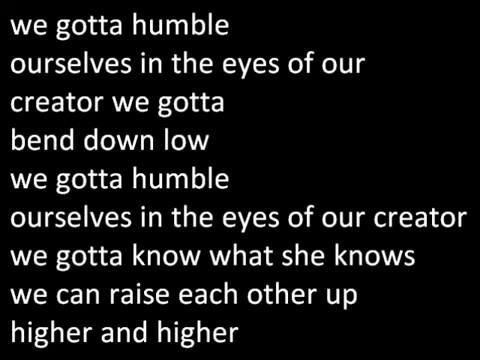 we gotta humble
ourselves in the eyes of our
creator we gotta
bend down low
we gotta humble
ourselves in the eyes of our creator
we gotta know what she knows
we can raise each other up
higher and higher